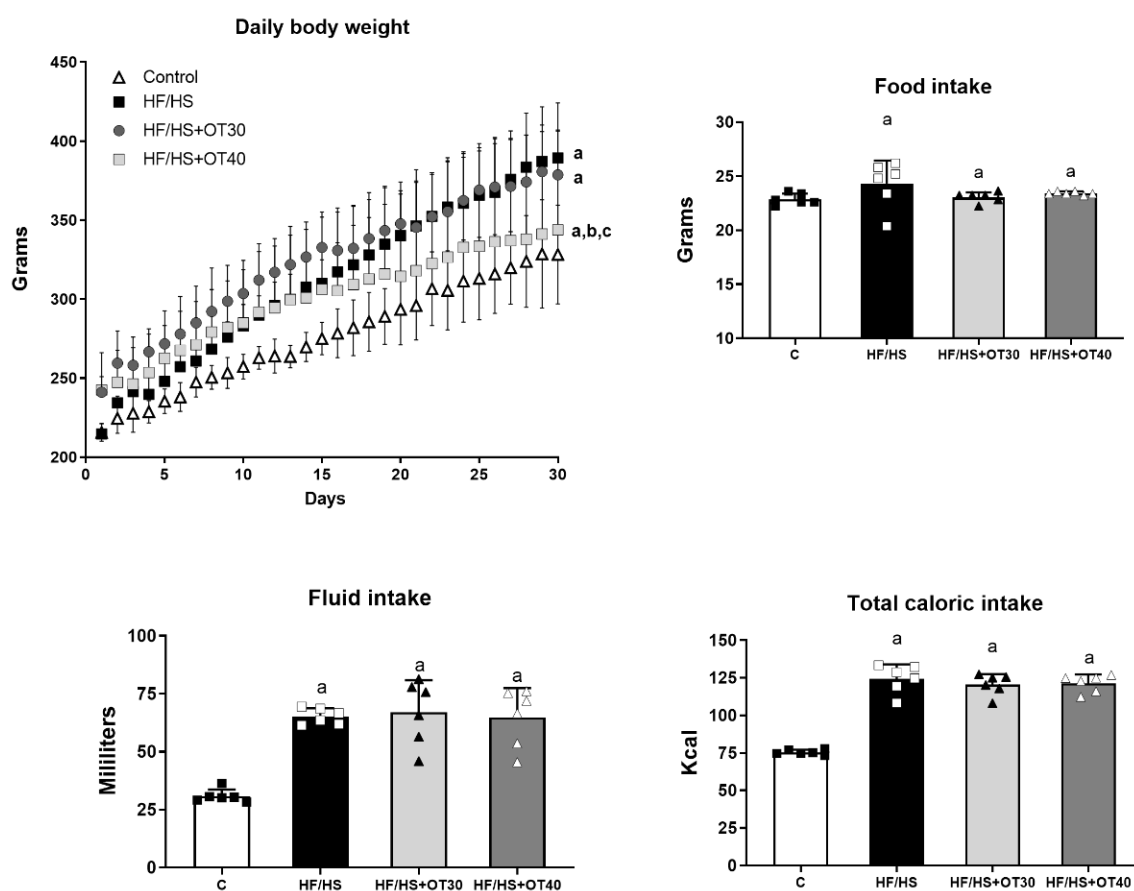 Daily body weight
450
400
350
300
250
200
Grams
Control
HF/HS
HF/HS+OT30
HF/HS+OT40
a
a
a,b,c
0
5
10
15
20
25
30
Days
Food intake
30
25
20
15
10
Grams
a
a
a
C
HF/HS
HF/HS+OT30
HF/HS+OT40
Fluid intake
100
75
50
25
0
Mililiters
a
a
a
C
HF/HS
HF/HS+OT30
HF/HS+OT40
Total caloric intake
150
125
100
75
50
25
0
Kcal
a
a
a
C
HF/HS
HF/HS+OT30
HF/HS+OT40